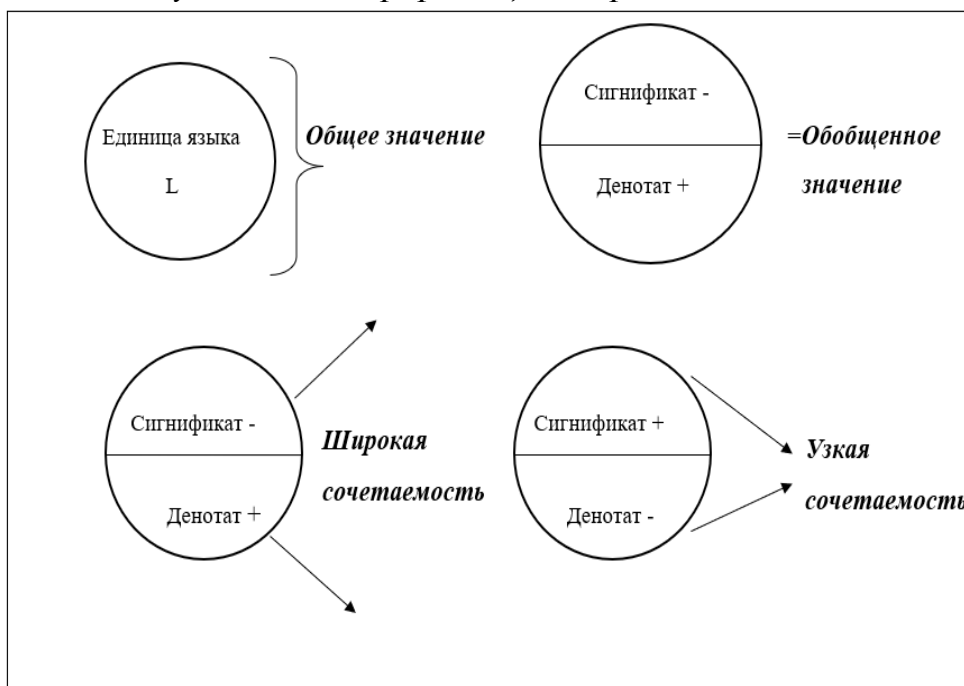 Единица языка
L
Общее значение
Сигнификат -
Денотат +
=Обобщенное
значение
Сигнификат -
Денотат +
Широкая
сочетаемость
Сигнификат +
Денотат -
Узкая
сочетаемость